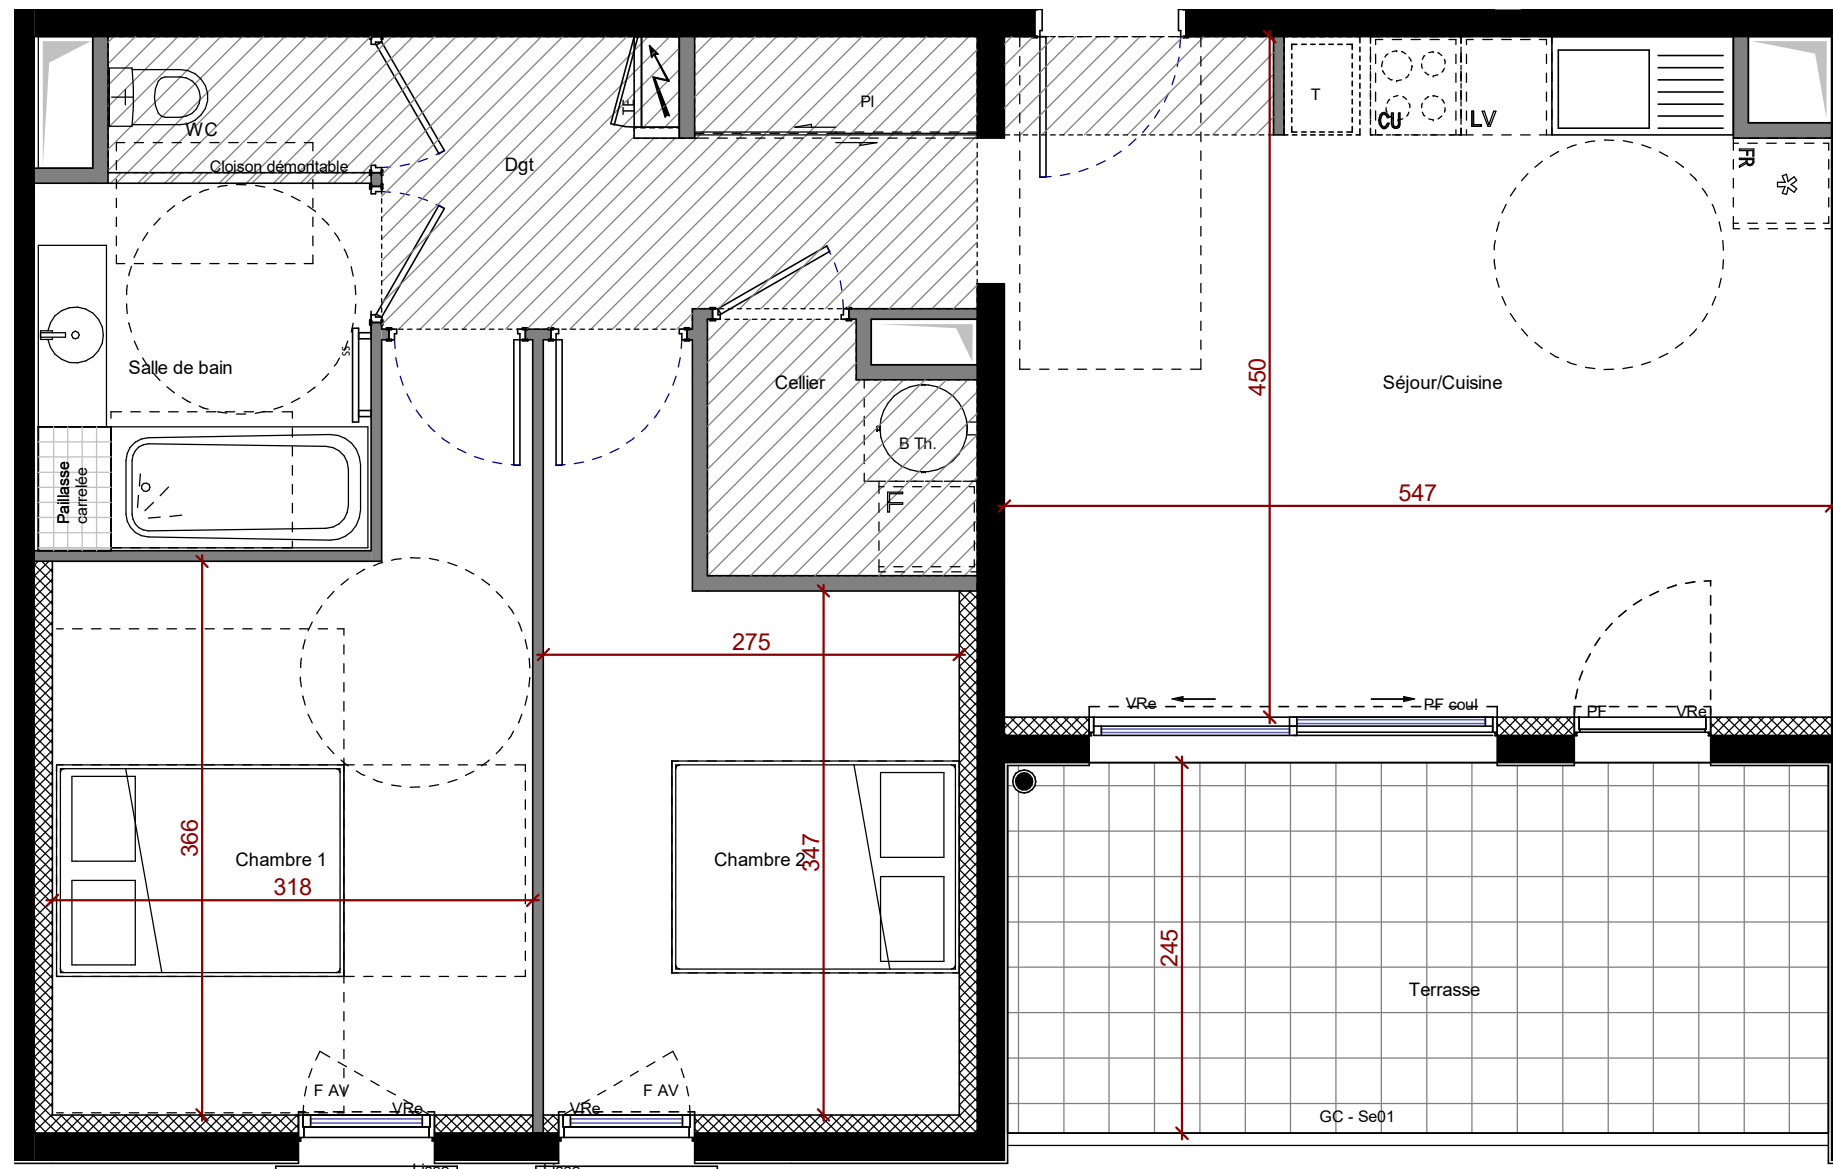 WC
Cloison démontable
Dgt
TE
Pl
T
CU
LV
FR
Salle de bain
SS
Cellier
B Th.
Paillasse
carrelée
450
Séjour/Cuisine
547
275
VRe
PF coul
PF
VRe
366
Chambre 1
318
Chambre 2
347
245
Terrasse
F AV
VRe
VRe
F AV
GC - Se01